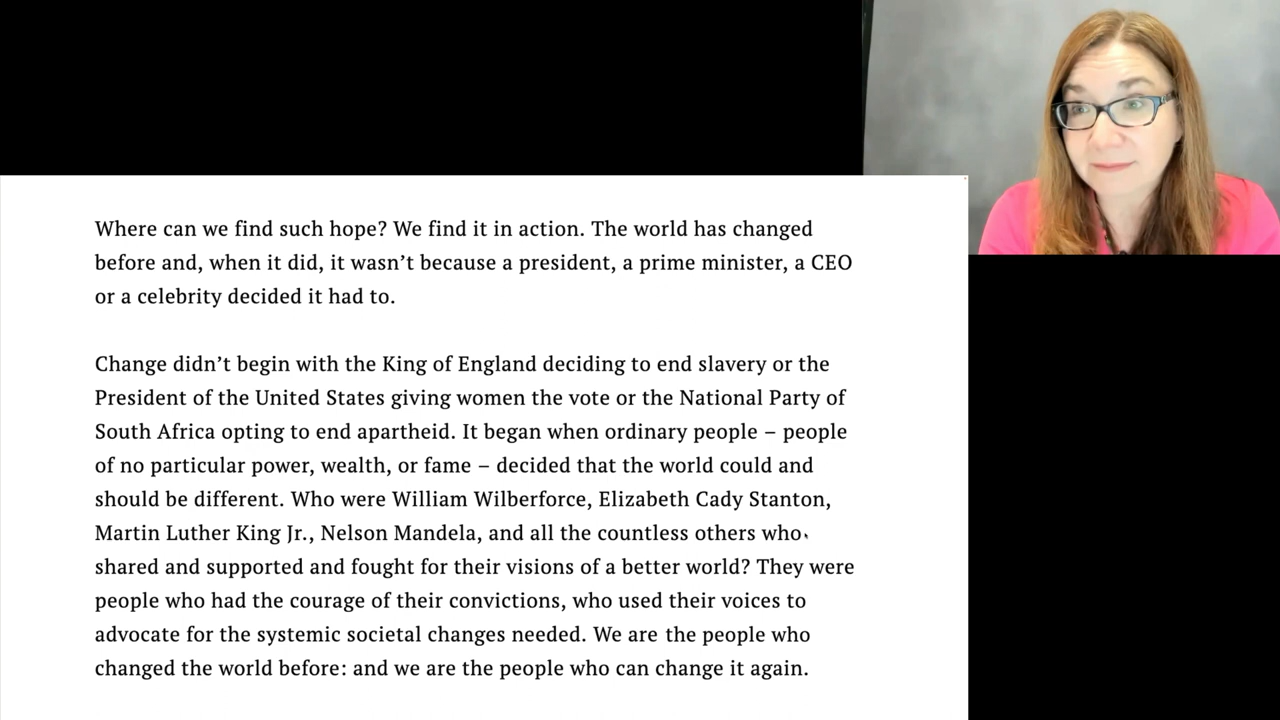 Where can we find such hope? We find it in action. The world has changed
before and, when it did, it wasn’t because a president, a prime minister, a CEO
or a celebrity decided it had to.
Change didn’t begin with the King of England deciding to end slavery or the
President of the United States giving women the vote or the National Party of
South Africa opting to end apartheid. It began when ordinary people – people
of no particular power, wealth, or fame – decided that the world could and
should be different. Who were William Wilberforce, Elizabeth Cady Stanton,
Martin Luther King Jr., Nelson Mandela, and all the countless others who
shared and supported and fought for their visions of a better world? They were
people who had the courage of their convictions, who used their voices to
advocate for the systemic societal changes needed. We are the people who
changed the world before: and we are the people who can change it again.